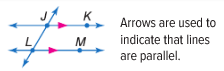 J K
L M
Arrows are used to
indicate that lines
are parallel.